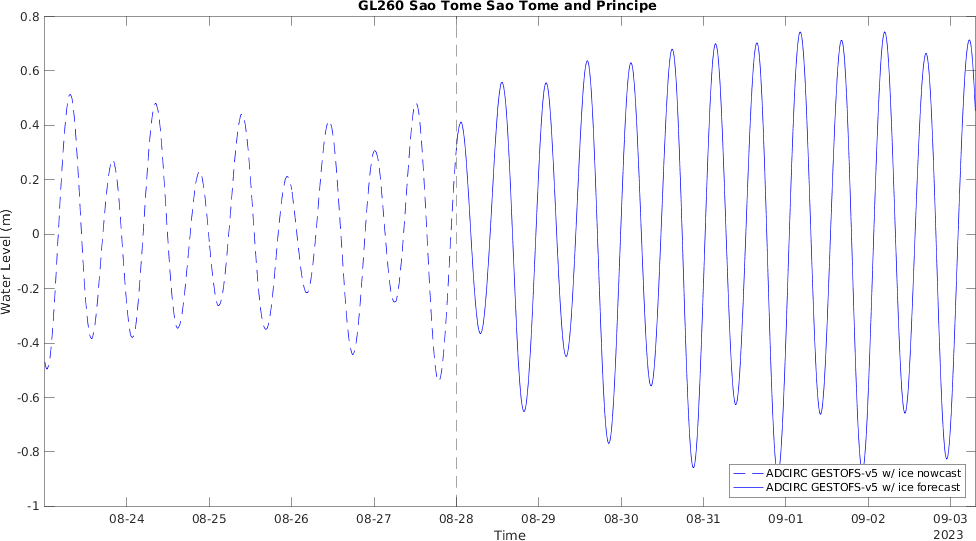 GL260 Sao Tome Sao Tome and Principe
0.8
0.6
0.4
0.2
0
-0.2
-0.4
-0.6
-0.8
-1
Water Level (m)
ADCIRC GESTOFS-v5 w/ ice nowcast
ADCIRC GESTOFS-v5 w/ ice forecast
08-24 08-25 08-26 08-27 08-28 08-29 08-30 08-31 09-01 09-02 09-03
Time
2023